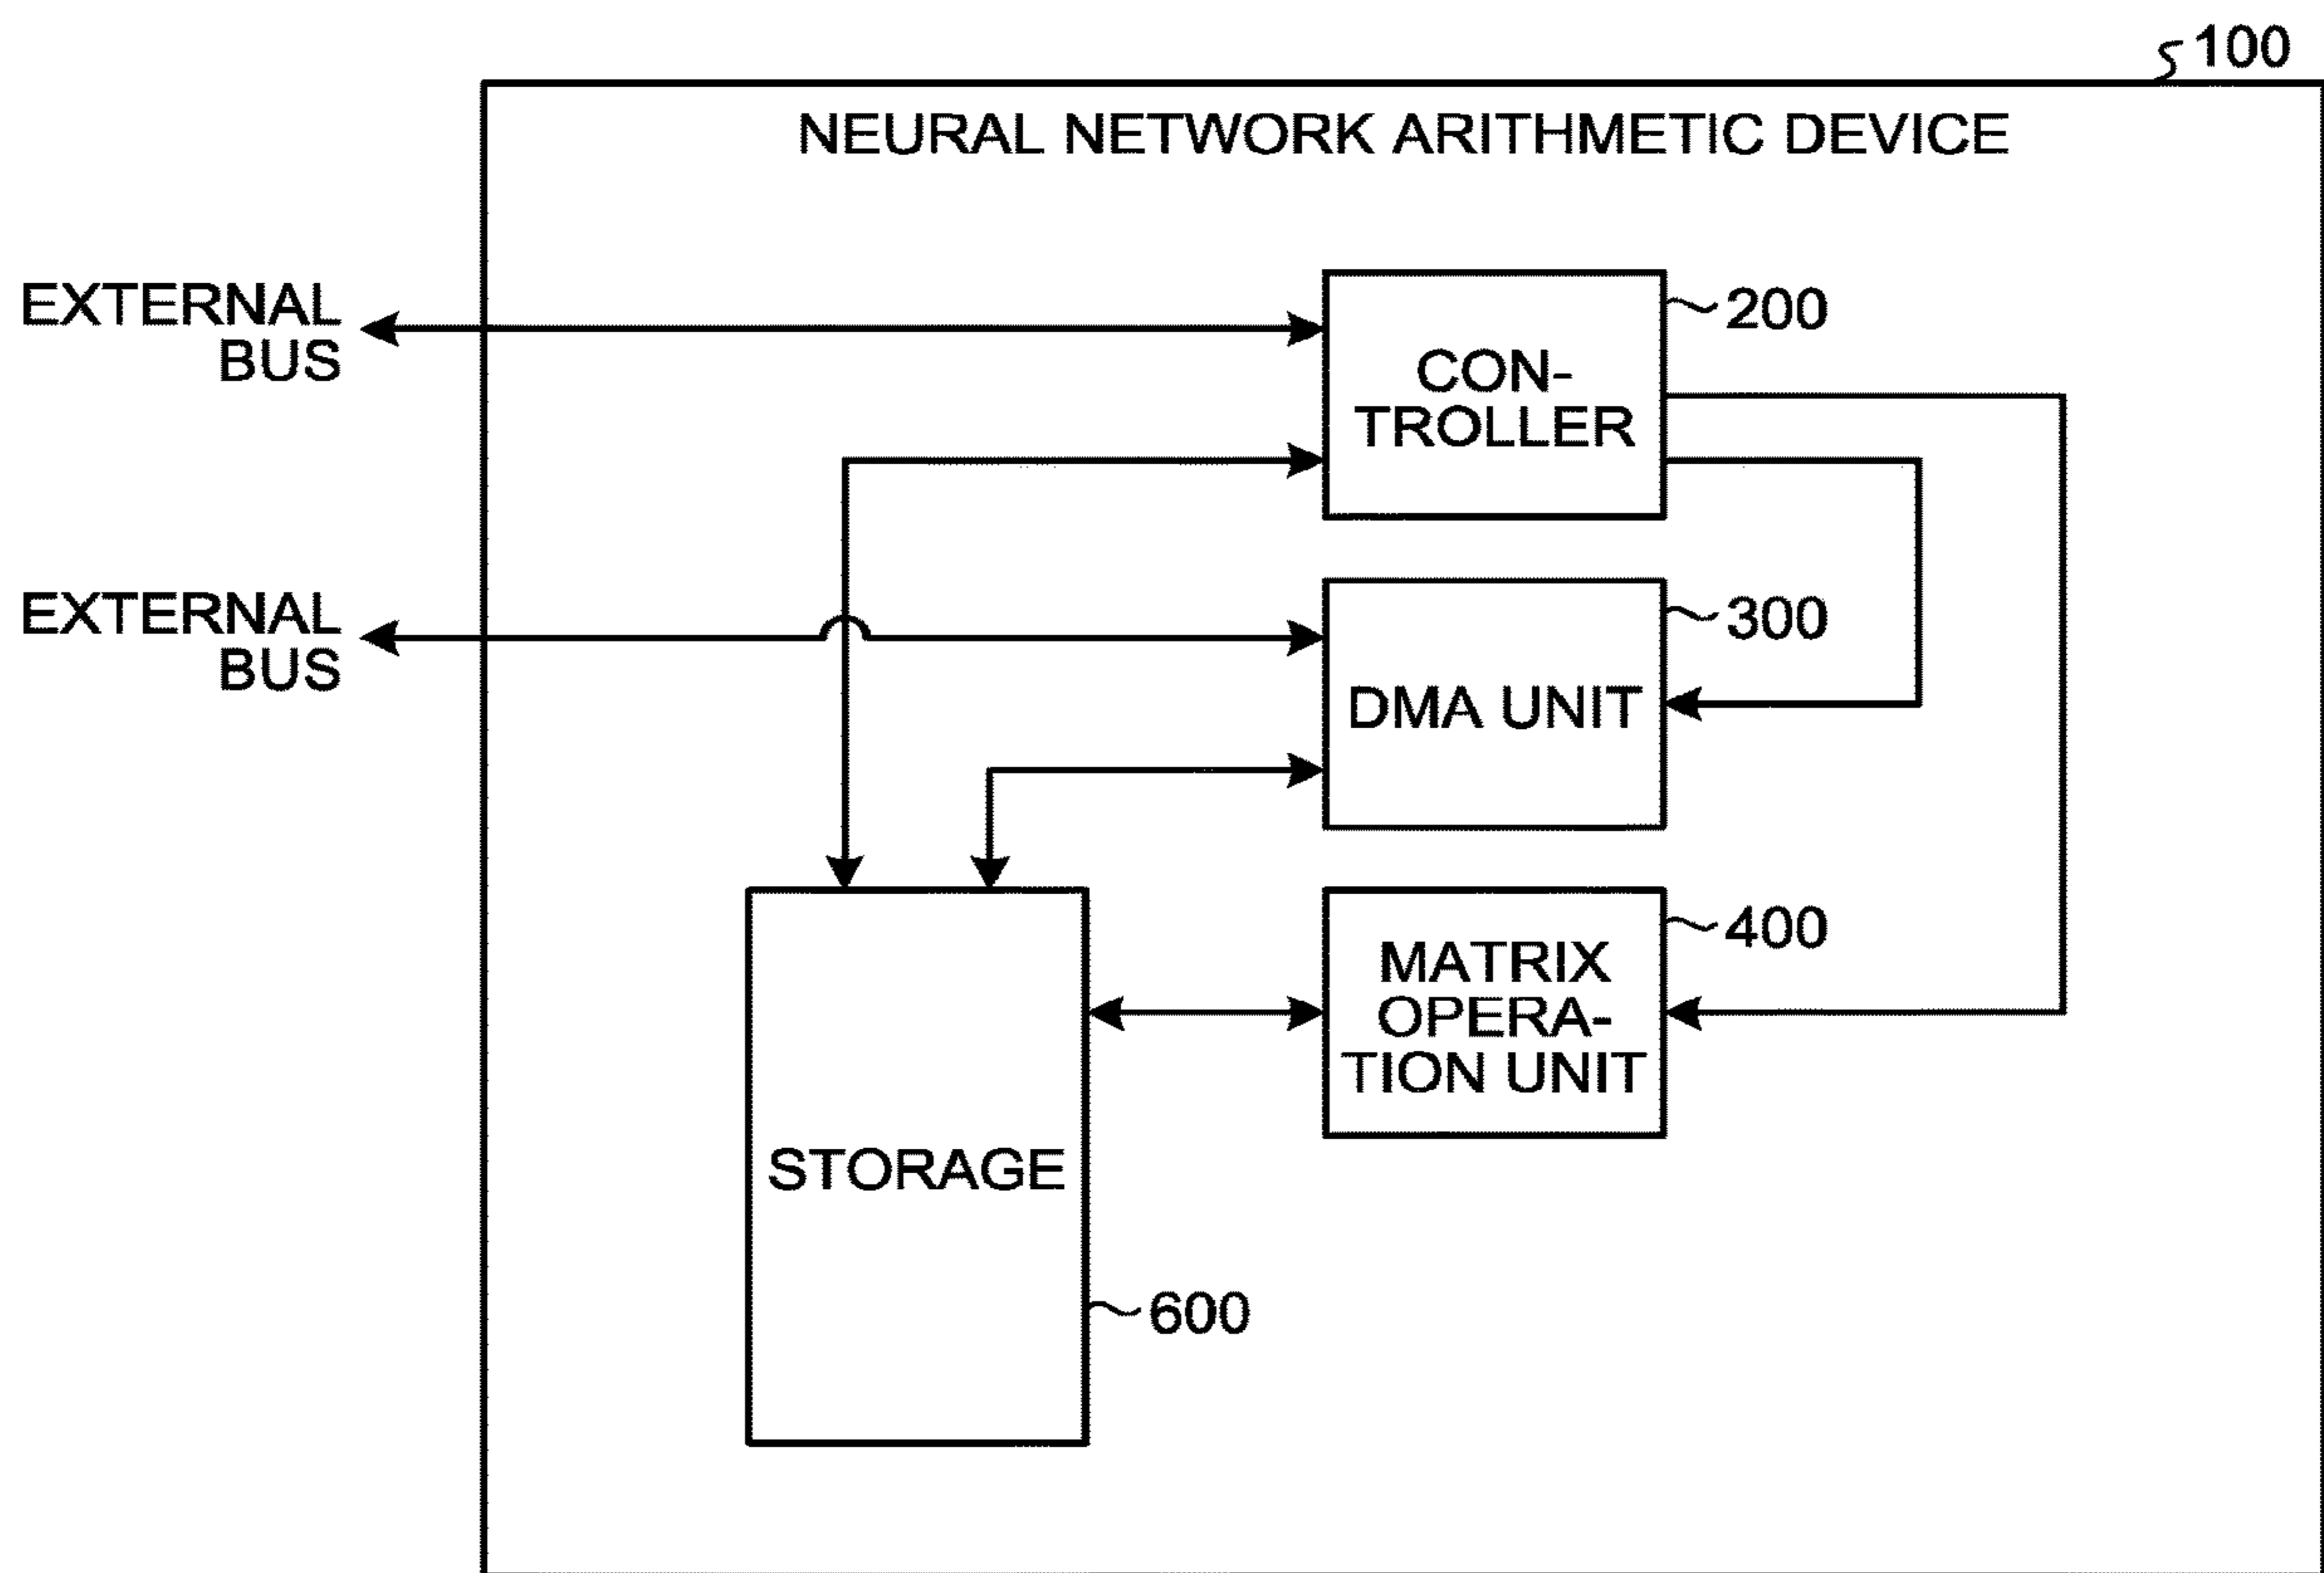 100
NEURAL NETWORK ARITHMETIC DEVICE
EXTERNAL
BUS
200
CON-
TROLLER
EXTERNAL
BUS
300
DMA UNIT
400
MATRIX
OPERA-
TION UNIT
STORAGE
600